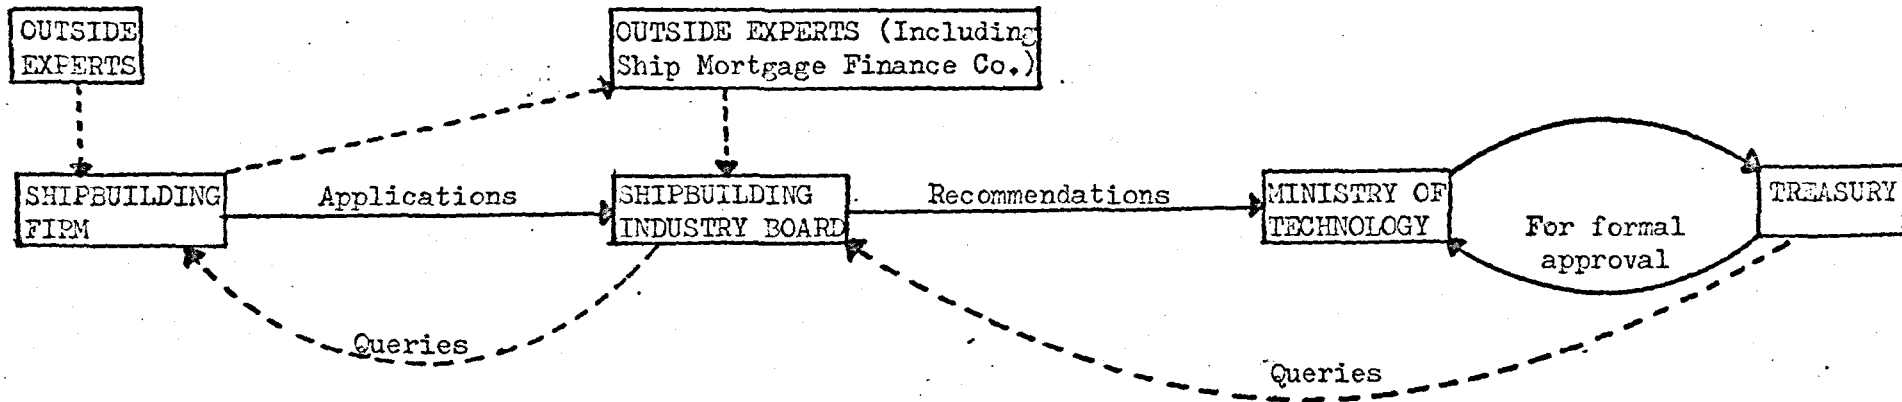 OUTSIDE
EXPERTS
OUTSIDE EXPERTS (Including
Ship Mortgage Finance Co.)
SHIPBUILDING
FIRM
Applications
SHIPBUILDING
INDUSTRY BOARD
Recommendations
MINISTRY OF
TECHNOLOGY
For formal
approval
TREASURY
Queries
Queries